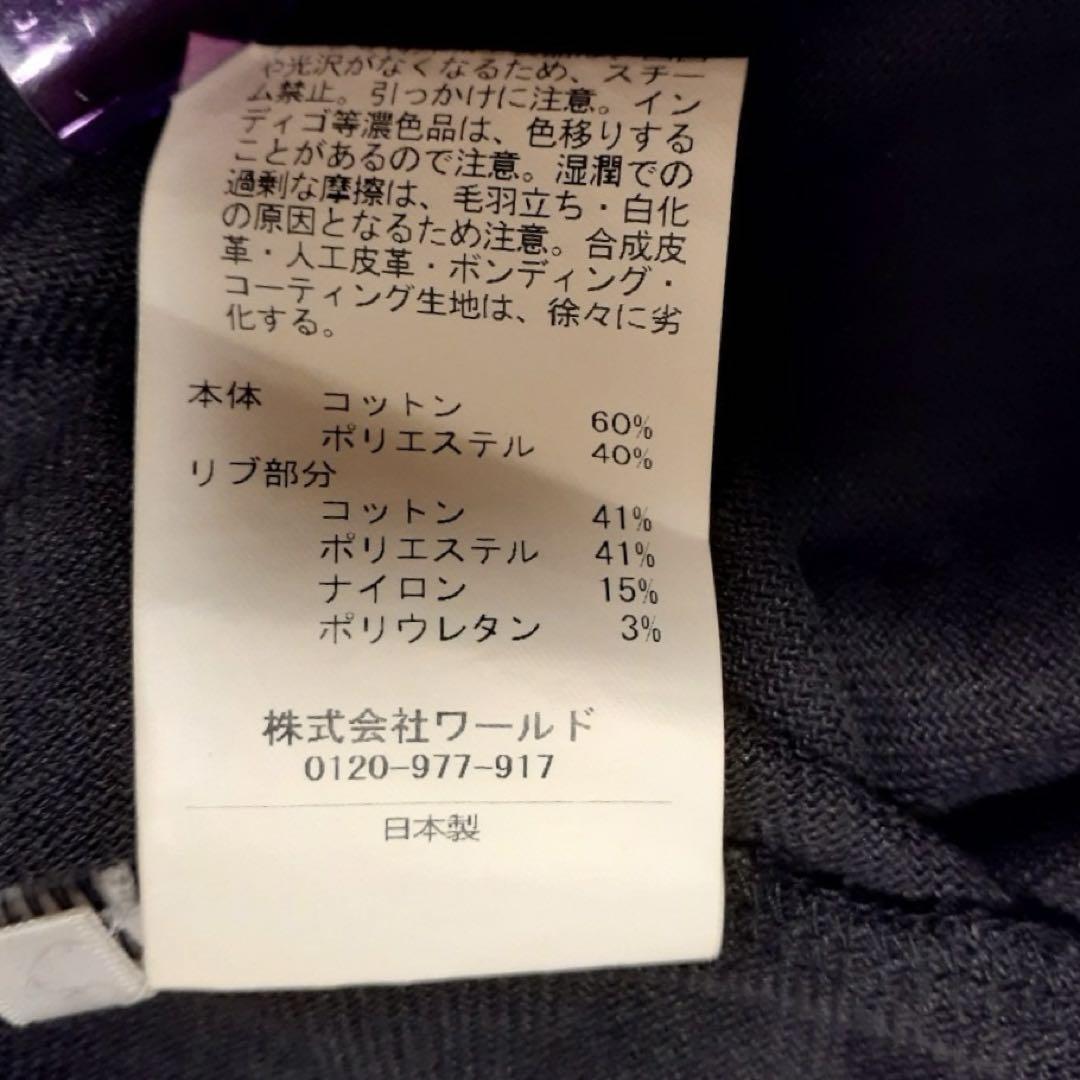 や光沢がなくなるため、スチー
ム禁止。引っかけに注意。イン
ディゴ等濃色品は、色移りする
ことがあるので注意。湿潤での
過剰な摩擦は、毛羽立ち・白化
の原因となるため注意。合成皮
革・人工皮革・ボンディング・
コーティング生地は、徐々に劣
化する。
本体 コットン 60%
ポリエステル 40%
リブ部分
コットン 41%
ポリエステル 41%
ナイロン 15%
ポリウレタン 3%
株式会社ワールド
0120-977-917
日本製